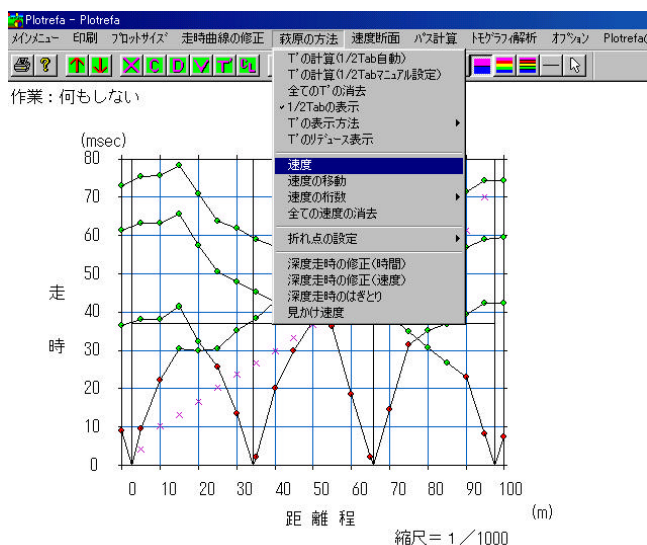 Plotrefa - Plotrefa
メインメニュー 印刷 プロットサイズ 走時曲線の修正 萩原の方法 速度断面 パス計算 トモグラフィ解析 オプション Plotrefa(
T'の計算(1/2Tab自動)
T'の計算(1/2Tabマニュアル設定)
全てのT'の消去
1/2Tabの表示
T'の表示方法
T'のリデュース表示
速度
速度の移動
速度の桁数
全ての速度の消去
折れ点の設定
深度走時の修正(時間)
深度走時の修正(速度)
深度走時のはぎとり
見かけ速度
作業:何もしない
(msec)
80
70
60
50
40
30
20
10
0
走時
0 10 20 30 40 50 60 70 80 90 100
距離程
(m)
縮尺=1/1000